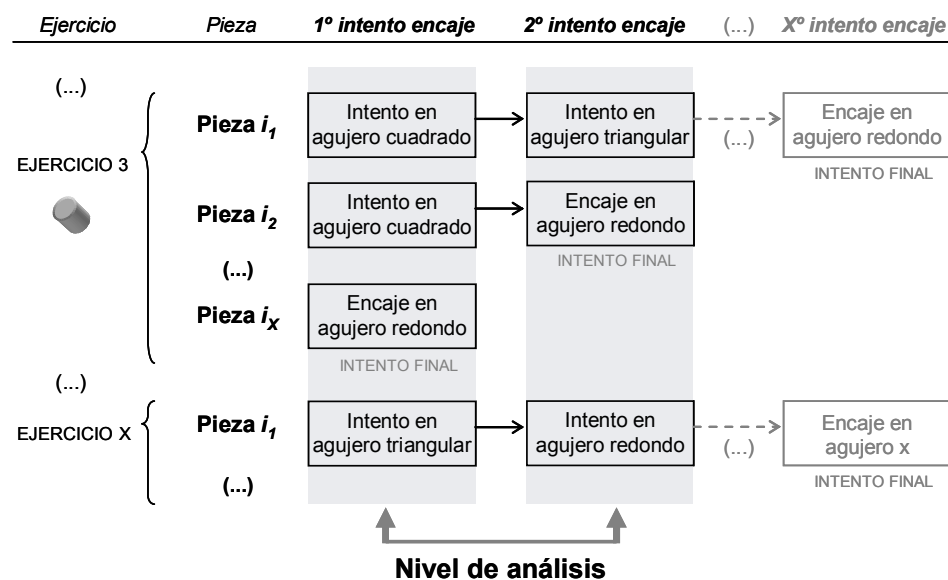 Ejercicio Pieza 1º intento encaje 2º intento encaje (...) Xº intento encaje
(...)
EJERCICIO 3
Pieza i1
Intento en
agujero cuadrado
Intento en
agujero triangular
(...)
Encaje en
agujero redondo
INTENTO FINAL
Pieza i2
Intento en
agujero cuadrado
Encaje en
agujero redondo
INTENTO FINAL
(...)
Pieza iX
Encaje en
agujero redondo
INTENTO FINAL
(...)
EJERCICIO X
Pieza i1
Intento en
agujero triangular
Intento en
agujero redondo
(...)
Encaje en
agujero x
INTENTO FINAL
(...)
Nivel de análisis